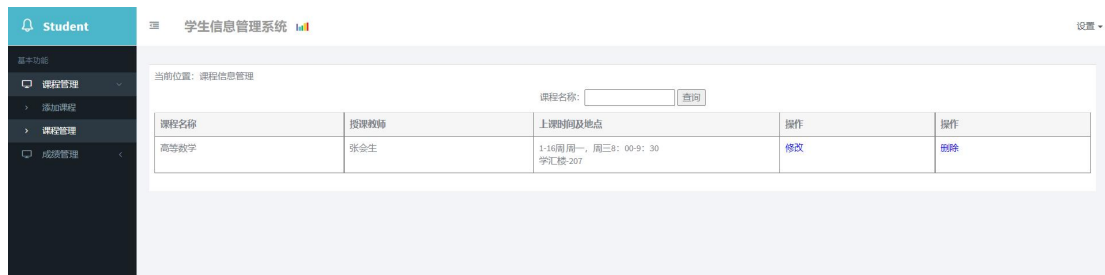 Student
学生信息管理系统
设置
基本功能
课程管理
添加课程
课程管理
成绩管理
当前位置：课程信息管理
课程名称： 查询
课程名称 授课教师 上课时间及地点 操作 操作
高等数学 张会生 1-16周周一，周三8：00-9：30 修改 删除
学汇楼-207